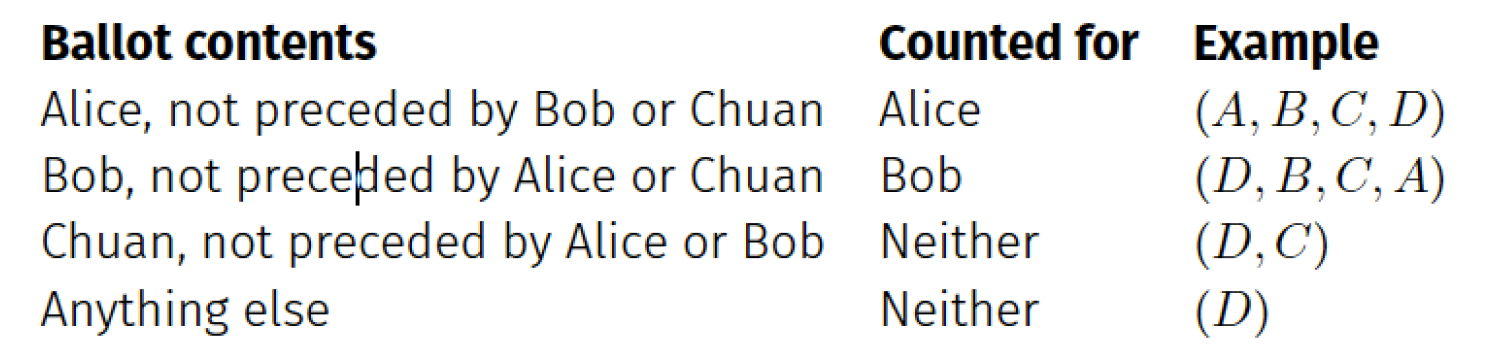 Ballot contents Counted for Example
Alice, not preceded by Bob or Chuan Alice (A, B, C, D)
Bob, not preceded by Alice or Chuan Bob (D, B, C, A)
Chuan, not preceded by Alice or Bob Neither (D, C)
Anything else Neither (D)